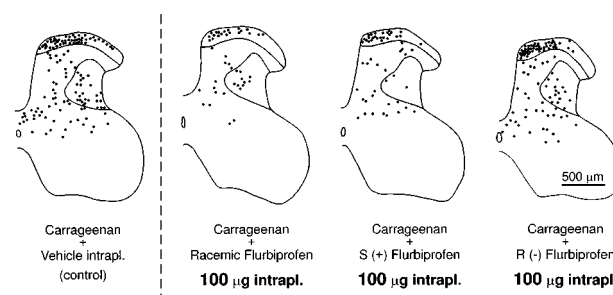 500 µm
Carrageenan
+
Vehicle intrapl.
(control)
Carrageenan
+
Racemic Flurbiprofen
100 µg intrapl.
Carrageenan
+
S (+) Flurbiprofen
100 µg intrapl.
Carrageenan
+
R (-) Flurbiprofen
100 µg intrapl.